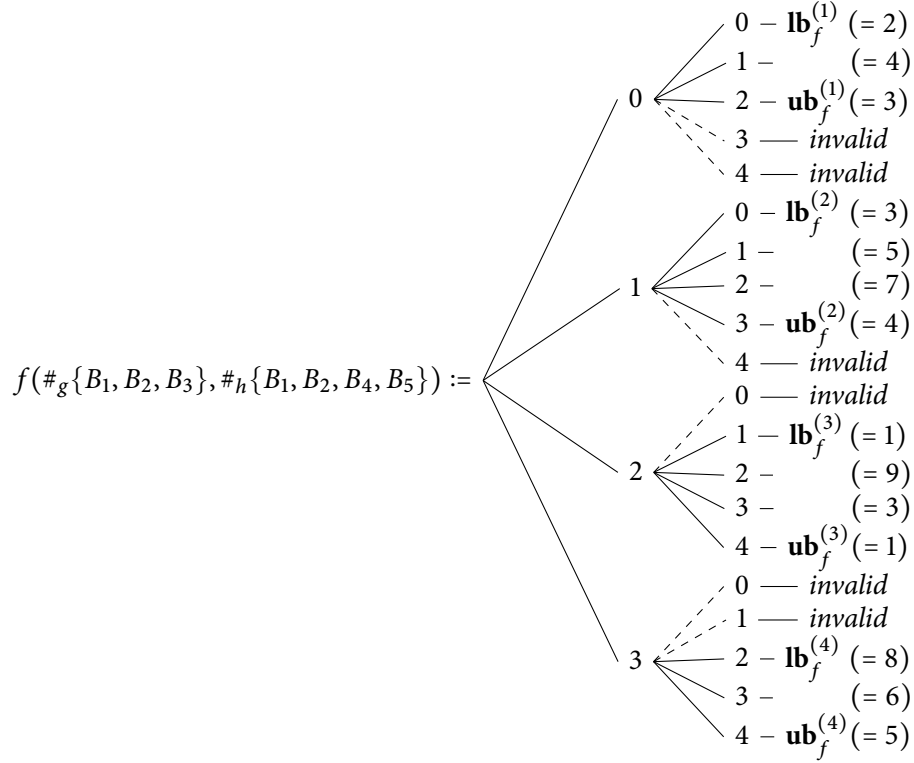 0 – lb_f^(1) (= 2)
1 – (= 4)
0
2 – ub_f^(1) (= 3)
3 — invalid
4 — invalid
0 – lb_f^(2) (= 3)
1 – (= 5)
1
2 – (= 7)
3 – ub_f^(2) (= 4)
4 — invalid
f(#_g{B_1, B_2, B_3}, #_h{B_1, B_2, B_4, B_5}) :=
0 — invalid
1 – lb_f^(3) (= 1)
2
2 – (= 9)
3 – (= 3)
4 – ub_f^(3) (= 1)
0 — invalid
1 — invalid
3
2 – lb_f^(4) (= 8)
3 – (= 6)
4 – ub_f^(4) (= 5)